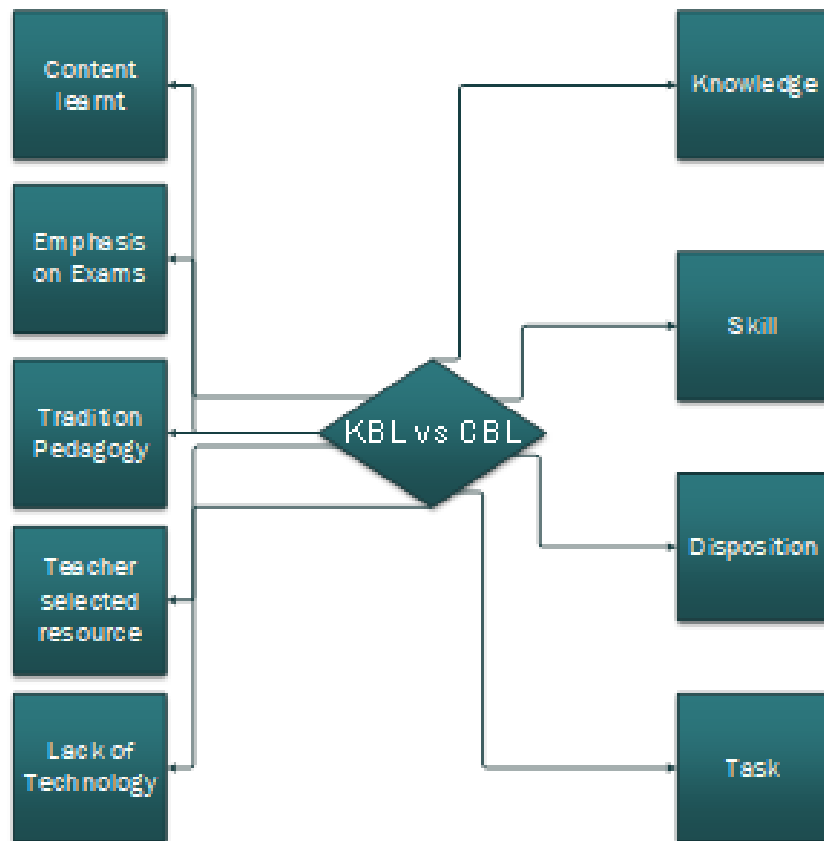 Content
learnt
Emphasis
on Exams
Tradition
Pedagogy
Teacher
selected
resource
Lack of
Technology
KBL vs CBL
Knowledge
Skill
Disposition
Task